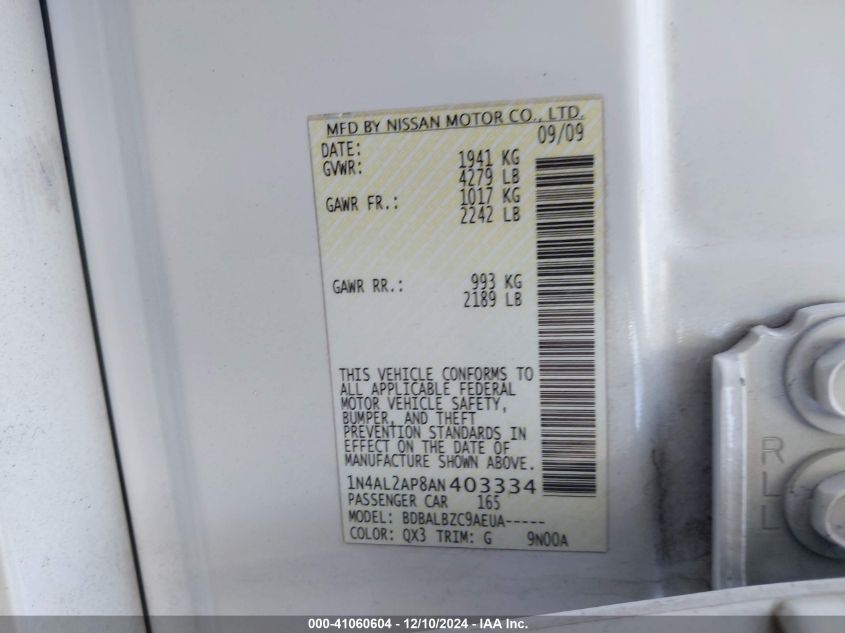 MFD BY NISSAN MOTOR CO., LTD.
DATE: 09/09
GVWR: 1941 KG
4279 LB
GAWR FR.: 1017 KG
2242 LB
GAWR RR.: 993 KG
2189 LB
THIS VEHICLE CONFORMS TO
ALL APPLICABLE FEDERAL
MOTOR VEHICLE SAFETY,
BUMPER, AND THEFT
PREVENTION STANDARDS IN
EFFECT ON THE DATE OF
MANUFACTURE SHOWN ABOVE.
1N4AL2AP8AN403334
PASSENGER CAR 165
MODEL: BDBALBZC9AEUA-----
COLOR: QX3 TRIM: G 9N00A
RLL
000-41060604 - 12/10/2024 - IAA Inc.